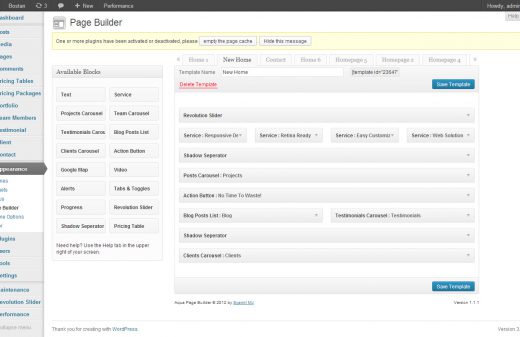 Bostan 3 + New Performance Howdy, admin
Help
Page Builder
One or more plugins have been activated or deactivated, please empty the page cache Hide this message
Home 1 New Home Contact Home 6 Homepage 5 Homepage 2 Homepage 4
Available Blocks
Template Name New Home [template id="23647"
Delete Template Save Template
Text Service
Projects Carousel Team Carousel
Testimonials Carou Blog Posts List
Clients Carousel Action Button
Google Map Video
Alerts Tabs & Toggles
Progress Revolution Slider
Shadow Seperator Pricing Table
Need help? Use the Help tab in the upper
right of your screen.
Revolution Slider
Service : Responsive De Service : Retina Ready Service : Easy Customiz Service : Web Solution
Shadow Seperator
Posts Carousel : Projects
Action Button : No Time To Waste!
Blog Posts List : Blog Testimonials Carousel : Testimonials
Shadow Seperator
Clients Carousel : Clients
Save Template
Aqua Page Builder © 2012 by Syamil MJ Version 1.1.1
Thank you for creating with WordPress. Version 3.
ashboard
osts
edia
ages
omments
ricing Tables
ricing Packages
ortfolio
eam Members
estimonial
lient
ontact
ppearance
e Builder
me Options
lugins
sers
ools
ettings
aintenance
evolution Slider
erformance
ollapse menu